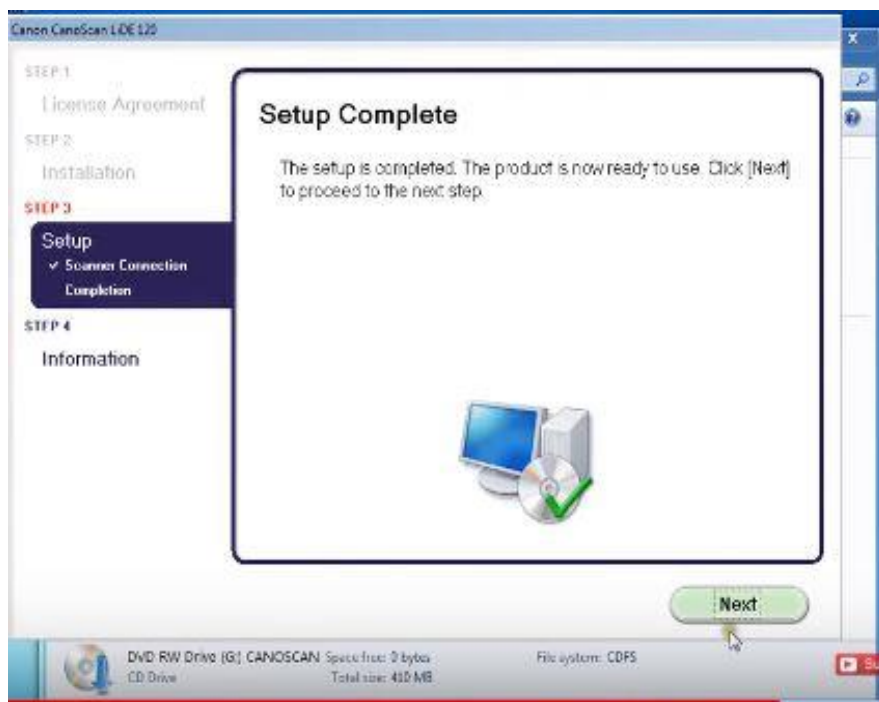 Canon CanoScan LiDE 120
STEP 1
License Agreement
STEP 2
Installation
STEP 3
Setup
Scanner Connection
Completion
STEP 4
Information
Setup Complete
The setup is completed. The product is now ready to use. Click [Next]
to proceed to the next step.
Next
DVD RW Drive (G:) CANOSCAN Space free: 0 bytes File system: CDFS
CD Drive Total size: 410 MB